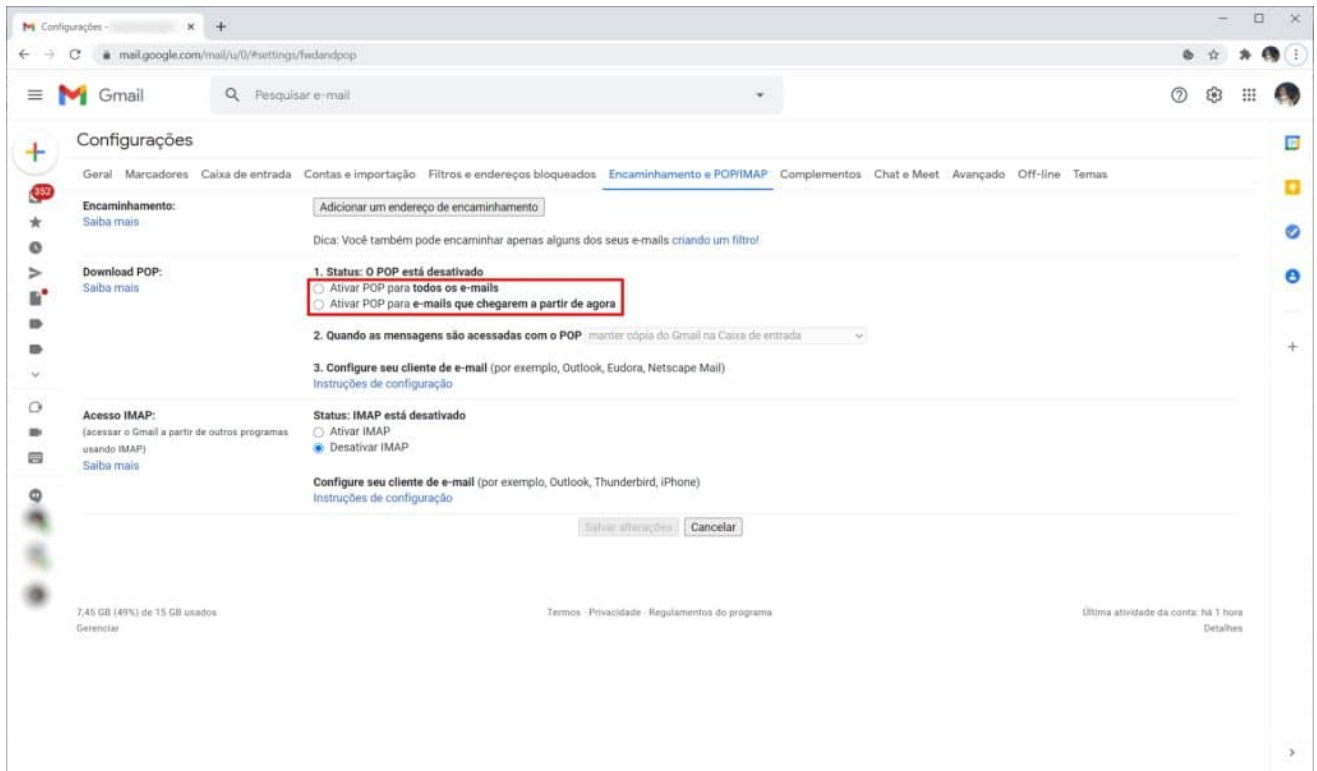 Configurações -
mail.google.com/mail/u/0/#settings/fwdandpop
Gmail
Pesquisar e-mail
Configurações
Geral Marcadores Caixa de entrada Contas e importação Filtros e endereços bloqueados Encaminhamento e POP/IMAP Complementos Chat e Meet Avançado Off-line Temas
352
Encaminhamento:
Saiba mais
Adicionar um endereço de encaminhamento
Dica: Você também pode encaminhar apenas alguns dos seus e-mails criando um filtro!
Download POP:
Saiba mais
1. Status: O POP está desativado
Ativar POP para todos os e-mails
Ativar POP para e-mails que chegarem a partir de agora
2. Quando as mensagens são acessadas com o POP manter cópia do Gmail na Caixa de entrada
3. Configure seu cliente de e-mail (por exemplo, Outlook, Eudora, Netscape Mail)
Instruções de configuração
Acesso IMAP:
(acessar o Gmail a partir de outros programas
usando IMAP)
Saiba mais
Status: IMAP está desativado
Ativar IMAP
Desativar IMAP
Configure seu cliente de e-mail (por exemplo, Outlook, Thunderbird, iPhone)
Instruções de configuração
Salvar alterações Cancelar
7,45 GB (49%) de 15 GB usados
Gerenciar
Termos · Privacidade · Regulamentos do programa
Última atividade da conta: há 1 hora
Detalhes